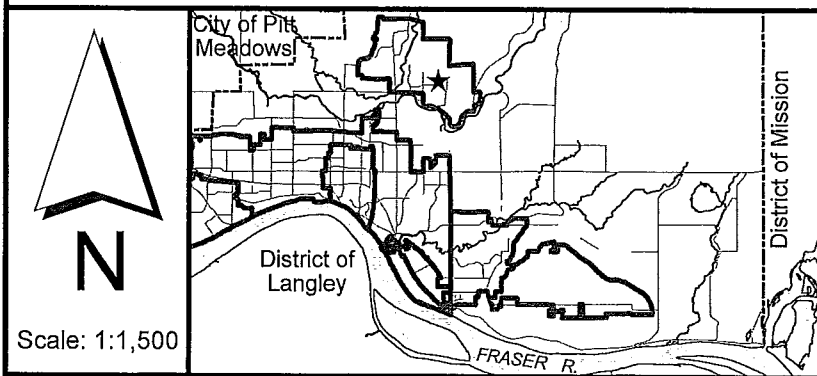 City of Pitt
Meadows
District of Mission
District of
Langley
N
Scale: 1:1,500
FRASER R.